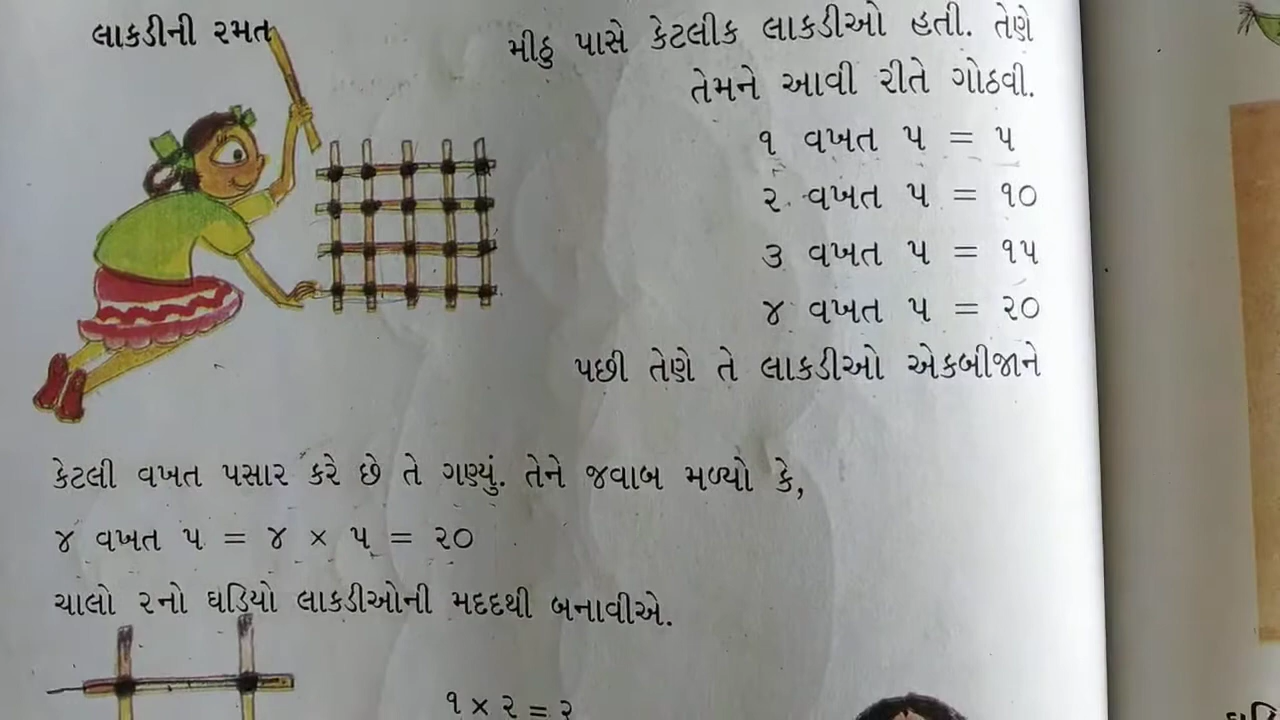 લાકડીની રમત
મીઠુ પાસે કેટલીક લાકડીઓ હતી. તેણે
તેમને આવી રીતે ગોઠવી.
૧ વખત ૫ = ૫
૨ વખત ૫ = ૧૦
૩ વખત ૫ = ૧૫
૪ વખત ૫ = ૨૦
પછી તેણે તે લાકડીઓ એકબીજાને
કેટલી વખત પસાર કરે છે તે ગણ્યું. તેને જવાબ મળ્યો કે,
૪ વખત ૫ = ૪ × ૫ = ૨૦
ચાલો ૨નો ઘડિયો લાકડીઓની મદદથી બનાવીએ.
૧ × ૨ = ૨